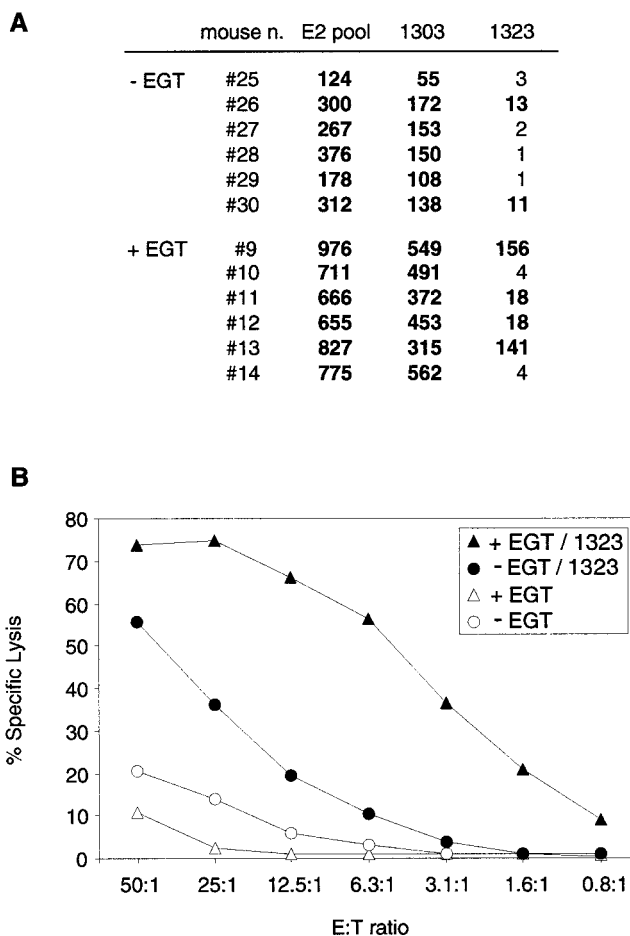 A
mouse n. E2 pool 1303 1323
- EGT #25 124 55 3
#26 300 172 13
#27 267 153 2
#28 376 150 1
#29 178 108 1
#30 312 138 11
+ EGT #9 976 549 156
#10 711 491 4
#11 666 372 18
#12 655 453 18
#13 827 315 141
#14 775 562 4
B
80
70
60
50
40
30
20
10
0
% Specific Lysis
+ EGT / 1323
- EGT / 1323
+ EGT
- EGT
50:1 25:1 12.5:1 6.3:1 3.1:1 1.6:1 0.8:1
E:T ratio